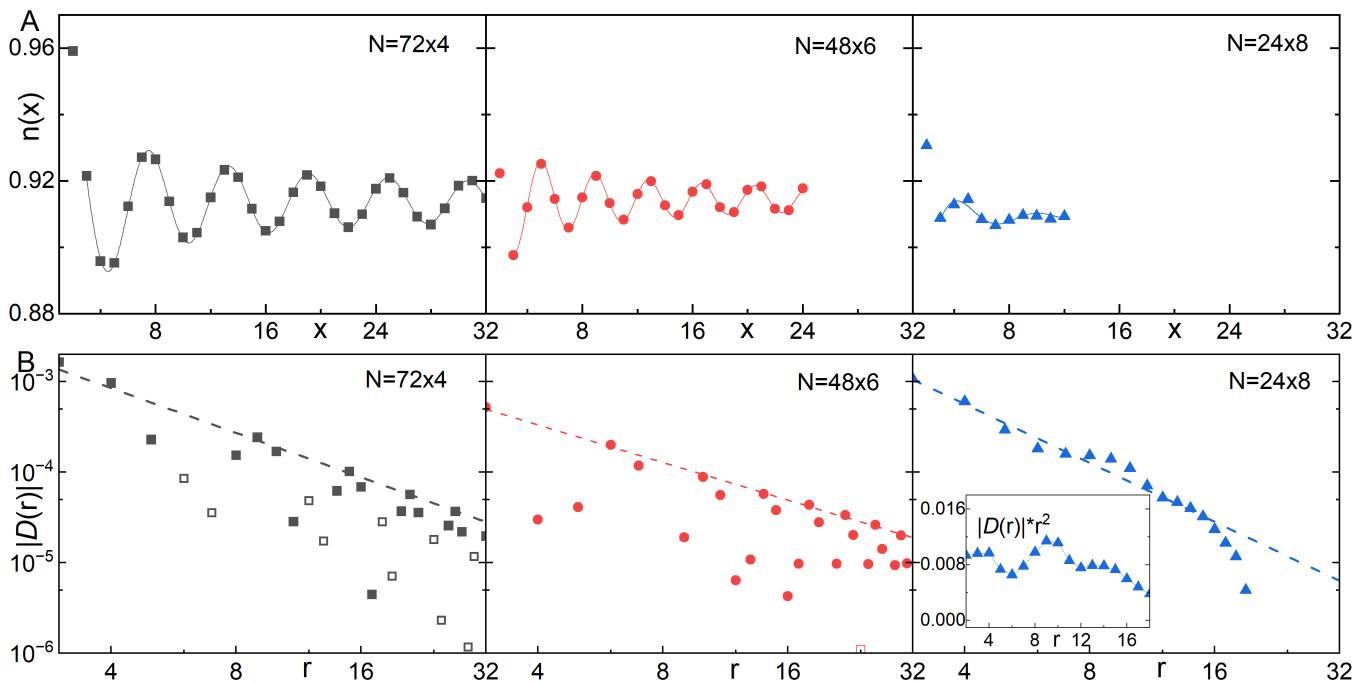 A
N=72x4
N=48x6
N=24x8
0.96
0.92
0.88
n(x)
8 16 x 24 32
8 16 x 24 32
8 16 x 24 32
B
N=72x4
N=48x6
N=24x8
10⁻³
10⁻⁴
10⁻⁵
10⁻⁶
|D(r)|
|D(r)|*r²
0.016
0.008
0.000
4 8 r 12 16
4 8 r 16 32
4 8 r 16 32
4 8 r 16 32